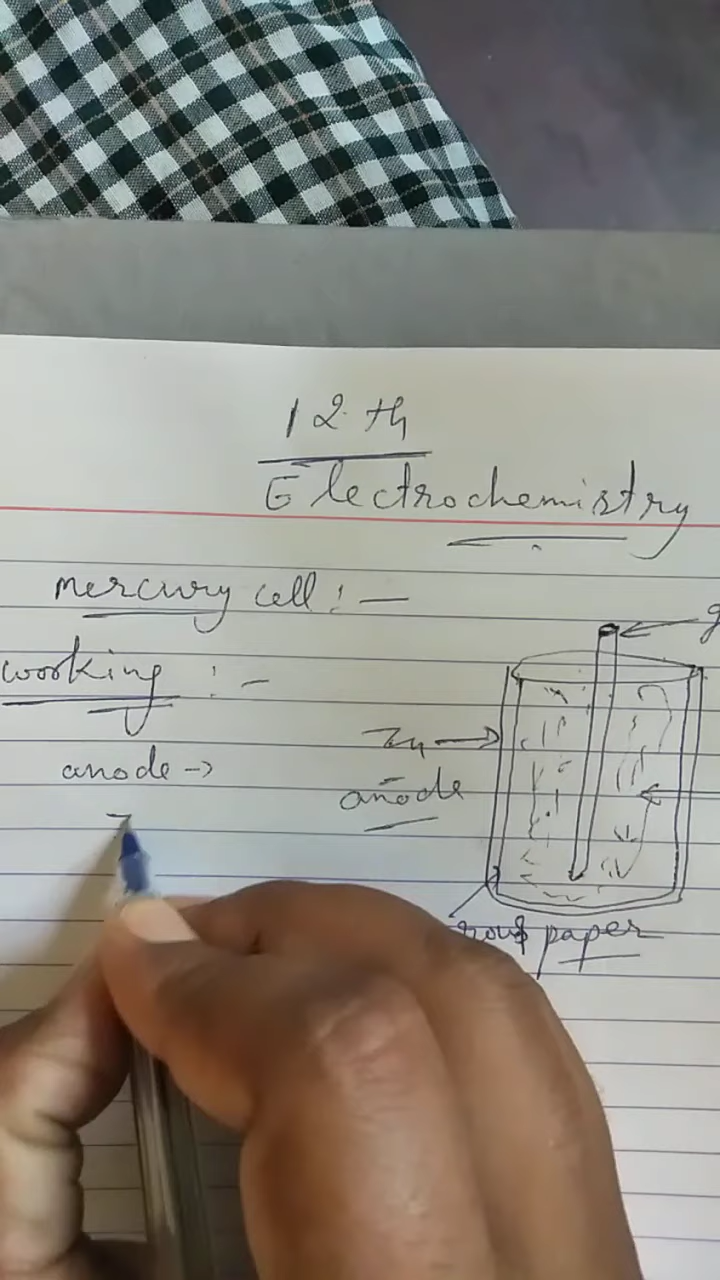 12th
Electrochemistry
mercury cell : —
working : -
Zn →
anode →
anode
paper